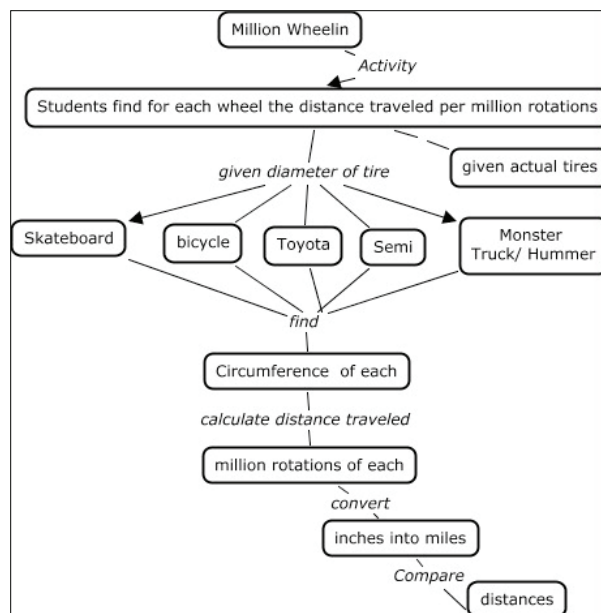 Million Wheelin
Activity
Students find for each wheel the distance traveled per million rotations
given diameter of tire
given actual tires
Skateboard
bicycle
Toyota
Semi
Monster
Truck/ Hummer
find
Circumference of each
calculate distance traveled
million rotations of each
convert
inches into miles
Compare
distances